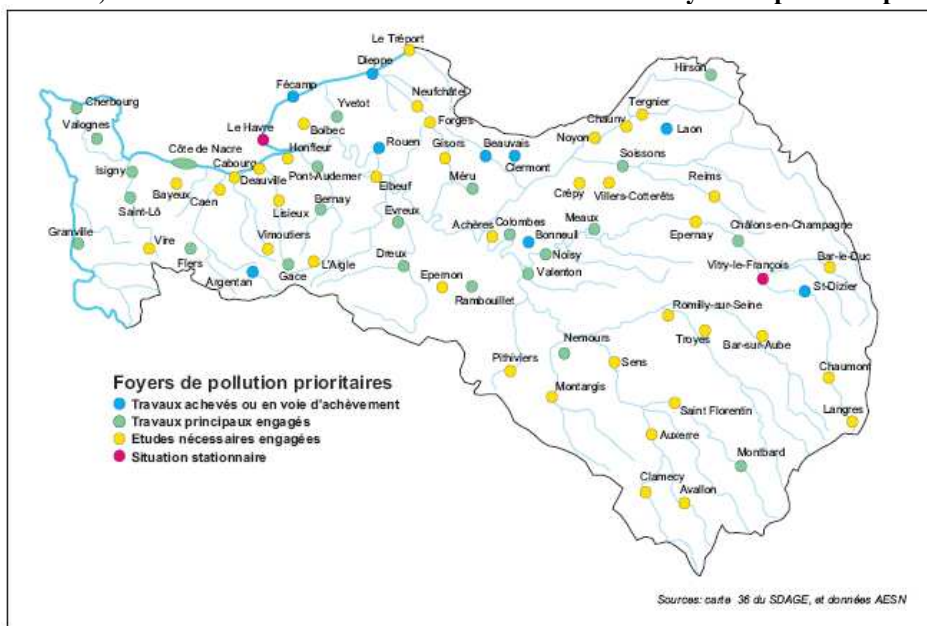 Le Tréport
Dieppe
Hirson
Fécamp
Neufchâtel
Tergnier
Cherbourg
Yvetot
Chauny
Valognes
Le Havre
Bolbec
Forges
Noyon
Laon
Rouen
Gisors
Beauvais
Honfleur
Côte de Nacre
Cabourg
Clermont
Soissons
Isigny
Deauville
Pont-Audemer
Reims
Bayeux
Caen
Elbeuf
Méru
Crépy
Villers-Cotterêts
Saint-Lô
Lisieux
Bernay
Evreux
Achères
Colombes
Meaux
Granville
Bonneuil
Epernay
Châlons-en-Champagne
Vire
Vimoutiers
Flers
L'Aigle
Dreux
Noisy
Vitry-le-François
Bar-le-Duc
Gace
Epernon
Valenton
Argentan
Rambouillet
St-Dizier
Romilly-sur-Seine
Nemours
Troyes
Bar-sur-Aube
Pithiviers
Sens
Chaumont
Foyers de pollution prioritaires
Montargis
Travaux achevés ou en voie d'achèvement
Saint Florentin
Langres
Travaux principaux engagés
Etudes nécessaires engagées
Auxerre
Situation stationnaire
Montbard
Clamecy
Avallon
Sources: carte 36 du SDAGE, et données AESN